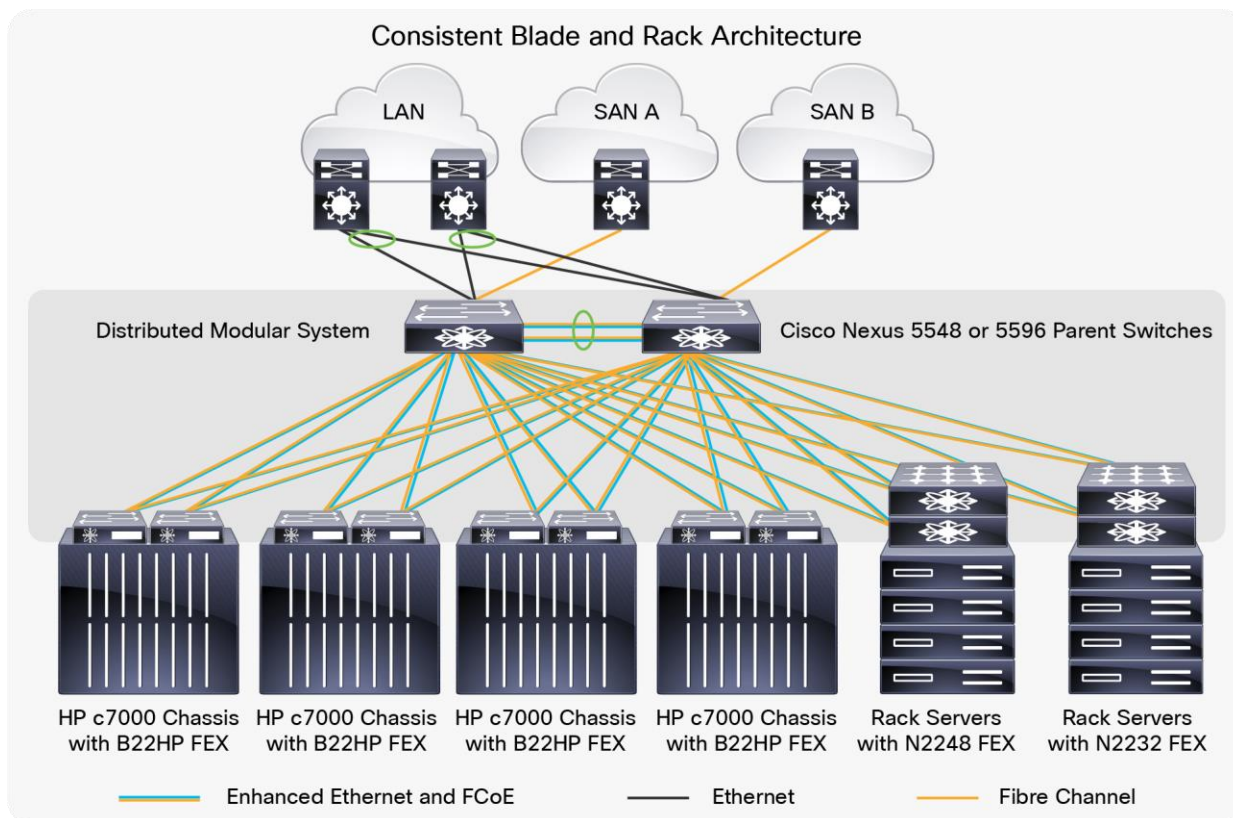 Consistent Blade and Rack Architecture
LAN
SAN A
SAN B
Distributed Modular System
Cisco Nexus 5548 or 5596 Parent Switches
HP c7000 Chassis
with B22HP FEX
HP c7000 Chassis
with B22HP FEX
HP c7000 Chassis
with B22HP FEX
HP c7000 Chassis
with B22HP FEX
Rack Servers
with N2248 FEX
Rack Servers
with N2232 FEX
Enhanced Ethernet and FCoE
Ethernet
Fibre Channel